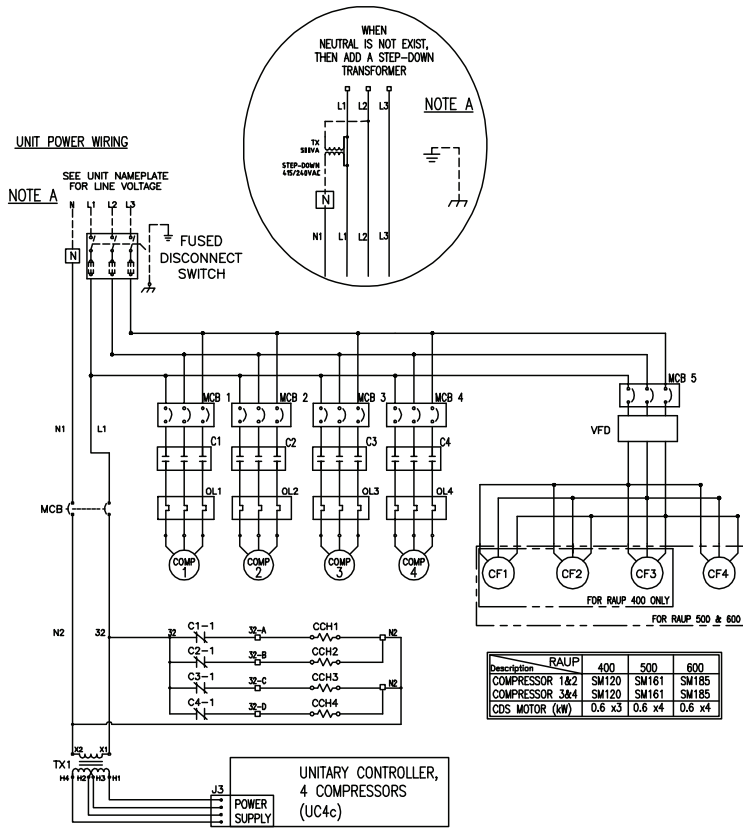 WHEN
NEUTRAL IS NOT EXIST,
THEN ADD A STEP-DOWN
TRANSFORMER
L1 L2 L3
NOTE A
TX
STEP-DOWN
415/240VAC
N
N1 L1 L2 L3
UNIT POWER WIRING
SEE UNIT NAMEPLATE
FOR LINE VOLTAGE
NOTE A
N L1 L2 L3
N
FUSED
DISCONNECT
SWITCH
MCB 1 MCB 2 MCB 3 MCB 4 MCB 5
N1 L1
C1 C2 C3 C4
VFD
MCB
OL1 OL2 OL3 OL4
COMP
1
COMP
2
COMP
3
COMP
4
CF1 CF2 CF3 CF4
FOR RAUP 400 ONLY
FOR RAUP 500 & 600
N2 32
32 C1-1 32-A CCH1 N2
C2-1 32-B CCH2
C3-1 32-C CCH3 N2
C4-1 32-D CCH4
Description RAUP 400 500 600
COMPRESSOR 1&2 SM120 SM161 SM185
COMPRESSOR 3&4 SM120 SM161 SM185
CDS MOTOR (kW) 0.6 x3 0.6 x4 0.6 x4
X2 X1
TX1
H4 H2 H3 H1
J3
POWER
SUPPLY
UNITARY CONTROLLER,
4 COMPRESSORS
(UC4c)